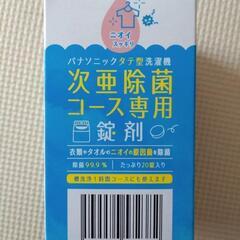 ニオイ
スッキリ
パナソニック タテ型 洗濯機
次亜除菌
コース専用
錠剤
衣類やタオルのニオイの原因菌を除菌
除菌99.9% たっぷり20錠入り
槽洗浄コースにも使えます